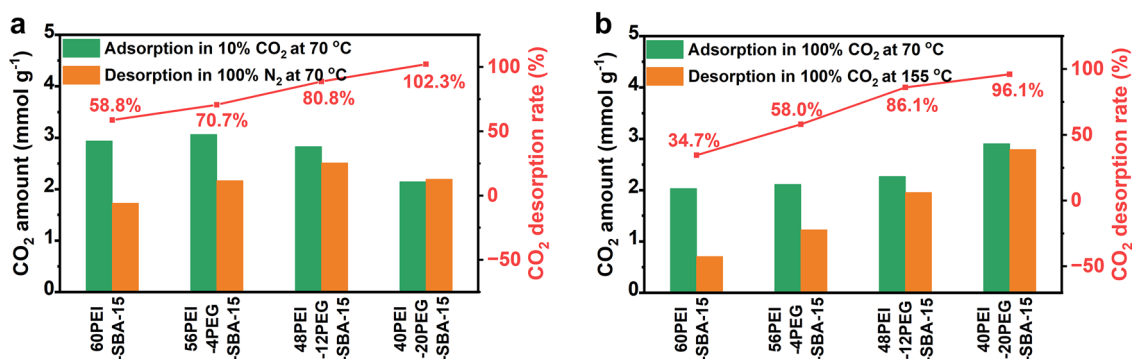 a
Adsorption in 10% CO₂ at 70 °C
Desorption in 100% N₂ at 70 °C
CO₂ amount (mmol g⁻¹)
5
4
3
2
1
0
58.8%
70.7%
80.8%
102.3%
100
50
0
−50
CO₂ desorption rate (%)
60PEI
-SBA-15
56PEI
-4PEG
-SBA-15
48PEI
-12PEG
-SBA-15
40PEI
-20PEG
-SBA-15
b
Adsorption in 100% CO₂ at 70 °C
Desorption in 100% CO₂ at 155 °C
CO₂ amount (mmol g⁻¹)
5
4
3
2
1
0
34.7%
58.0%
86.1%
96.1%
100
50
0
−50
CO₂ desorption rate (%)
60PEI
-SBA-15
56PEI
-4PEG
-SBA-15
48PEI
-12PEG
-SBA-15
40PEI
-20PEG
-SBA-15